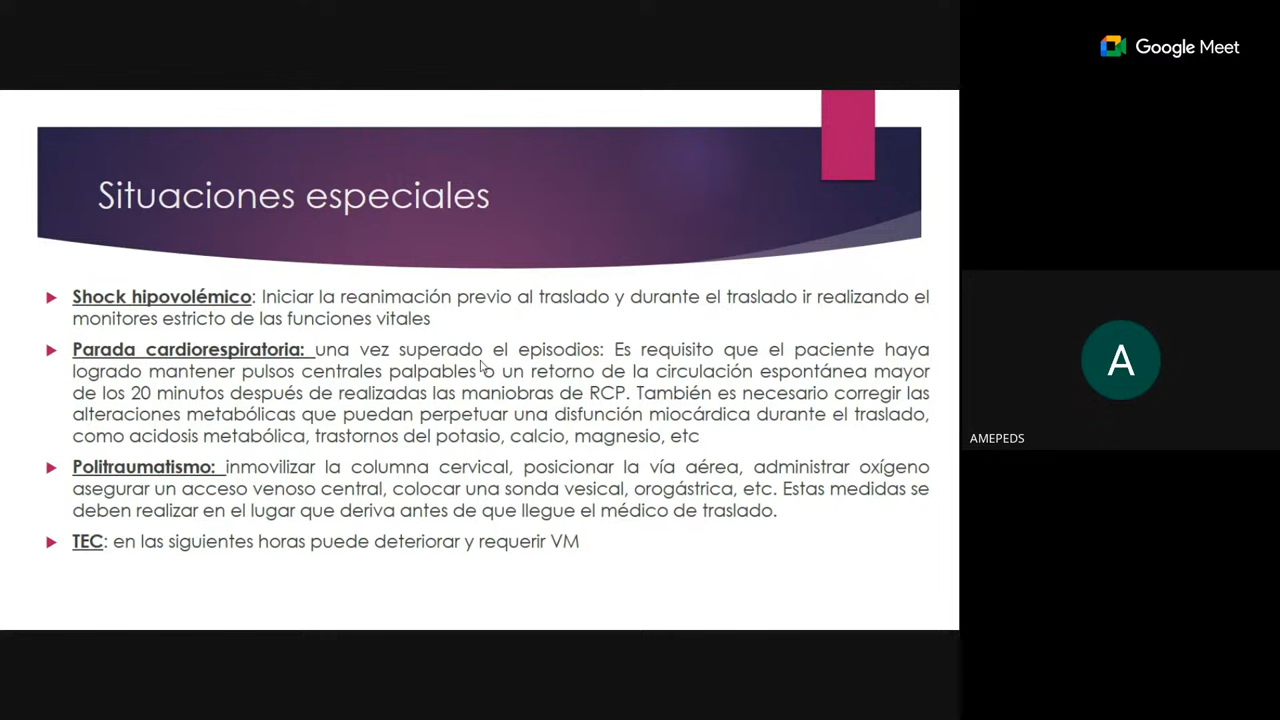 Google Meet
Situaciones especiales
Shock hipovolémico: Iniciar la reanimación previo al traslado y durante el traslado ir realizando el
monitores estricto de las funciones vitales
Parada cardiorespiratoria: una vez superado el episodios: Es requisito que el paciente haya
logrado mantener pulsos centrales palpables o un retorno de la circulación espontánea mayor
de los 20 minutos después de realizadas las maniobras de RCP. También es necesario corregir las
alteraciones metabólicas que puedan perpetuar una disfunción miocárdica durante el traslado,
como acidosis metabólica, trastornos del potasio, calcio, magnesio, etc
Politraumatismo: inmovilizar la columna cervical, posicionar la vía aérea, administrar oxígeno
asegurar un acceso venoso central, colocar una sonda vesical, orogástrica, etc. Estas medidas se
deben realizar en el lugar que deriva antes de que llegue el médico de traslado.
TEC: en las siguientes horas puede deteriorar y requerir VM
A
AMEPEDS